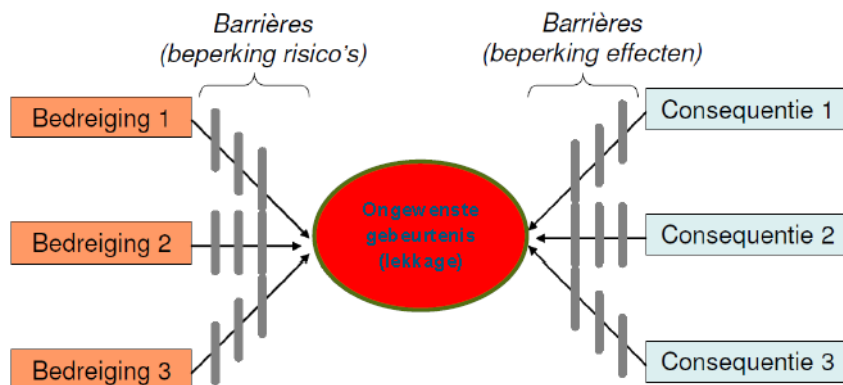 Barrières
(beperking risico's)
Barrières
(beperking effecten)
Bedreiging 1
Consequentie 1
Ongewenste
gebeurtenis
(lekkage)
Bedreiging 2
Consequentie 2
Bedreiging 3
Consequentie 3